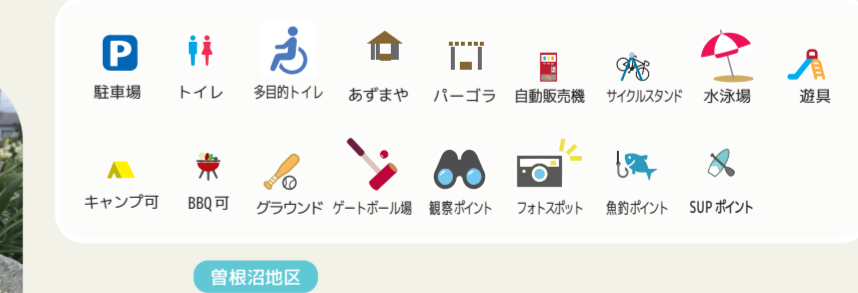 P
駐車場 トイレ 多目的トイレ あずまや パーゴラ 自動販売機 サイクルスタンド 水泳場 遊具
キャンプ可 BBQ可 グラウンド ゲートボール場 観察ポイント フォトスポット 魚釣ポイント SUPポイント
曽根沼地区